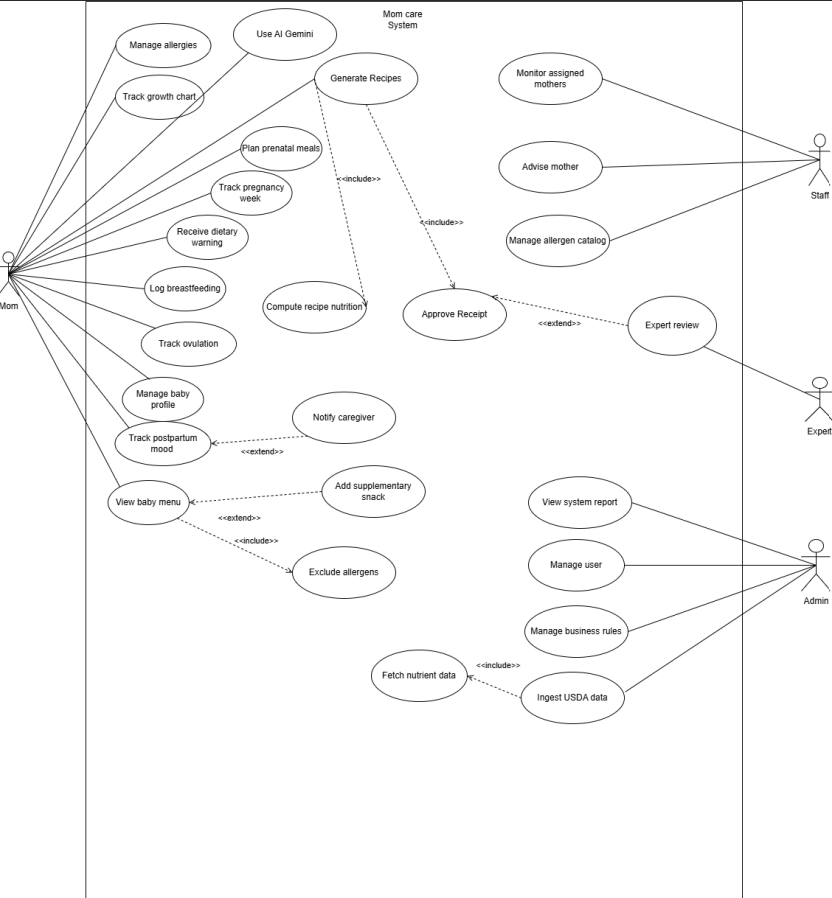 Mom care
System
Manage allergies
Use AI Gemini
Generate Recipes
Track growth chart
Monitor assigned
mothers
Plan prenatal meals
<<include>>
Advise mother
Track pregnancy
week
Staff
Receive dietary
warning
<<include>>
Manage allergen catalog
Log breastfeeding
Mom
Compute recipe nutrition
Approve Receipt
<<extend>>
Expert review
Track ovulation
Manage baby
profile
Notify caregiver
Expert
Track postpartum
mood
<<extend>>
View baby menu
Add supplementary
snack
<<extend>>
<<include>>
View system report
Exclude allergens
Manage user
Admin
Manage business rules
Fetch nutrient data
<<include>>
Ingest USDA data